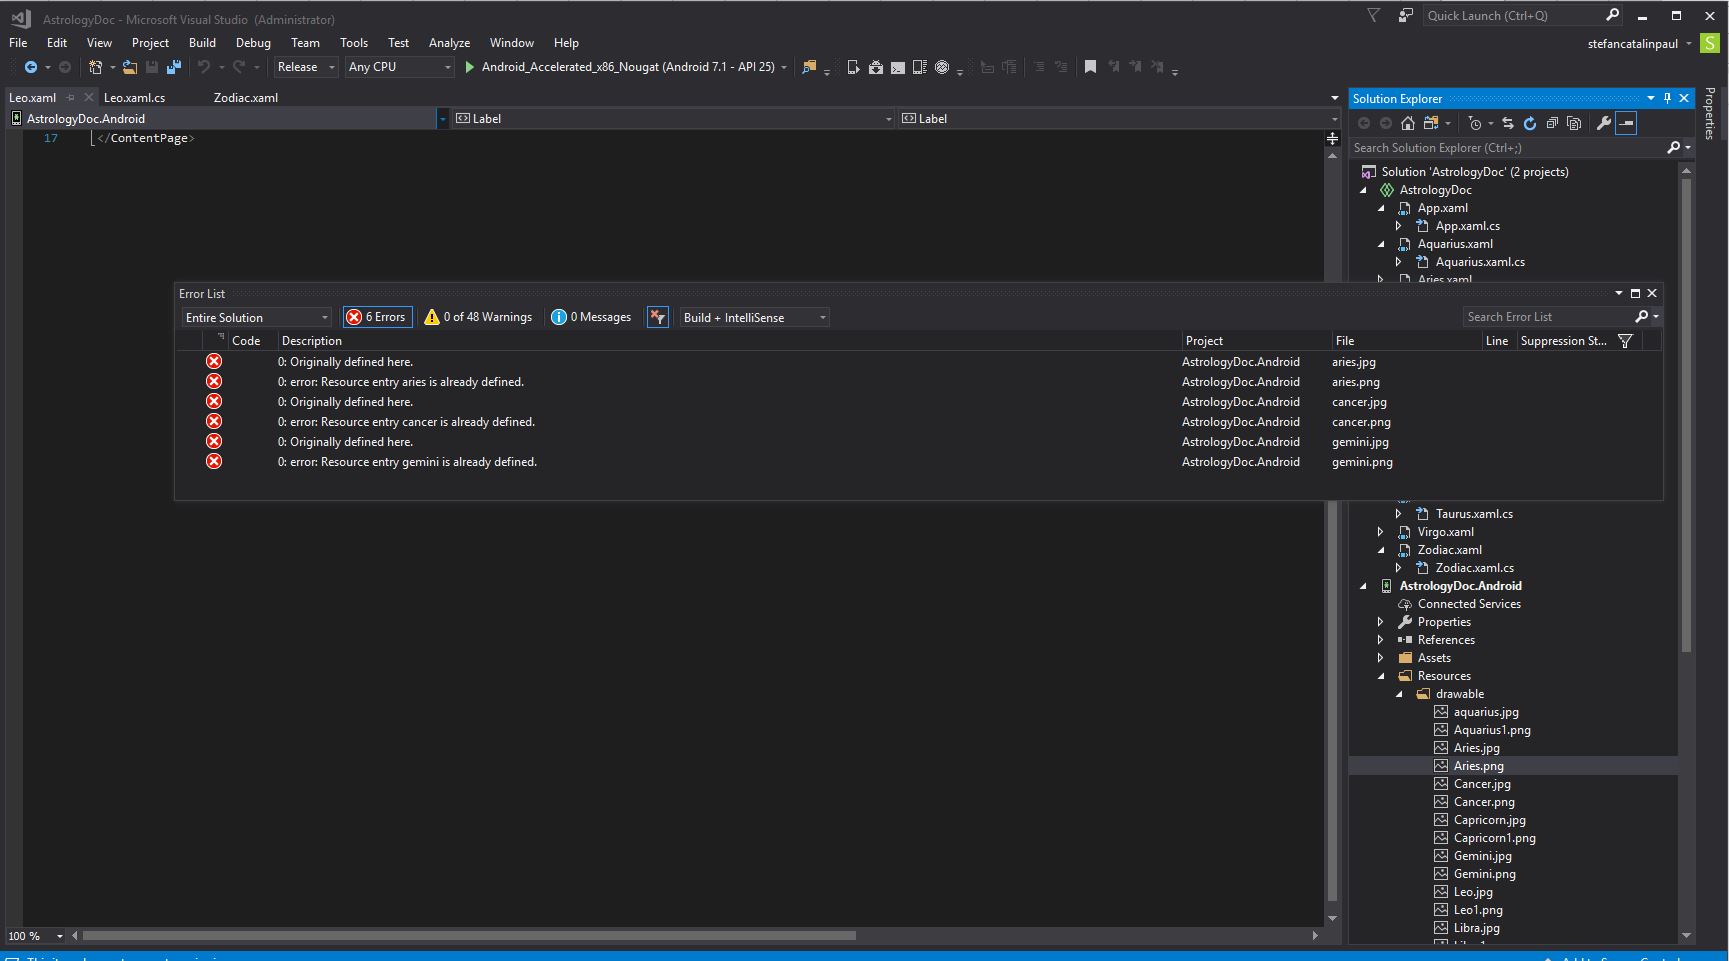 AstrologyDoc - Microsoft Visual Studio (Administrator)
Quick Launch (Ctrl+Q)
File Edit View Project Build Debug Team Tools Test Analyze Window Help
stefancatalinpaul S
Release Any CPU Android_Accelerated_x86_Nougat (Android 7.1 - API 25)
Leo.xaml Leo.xaml.cs Zodiac.xaml
AstrologyDoc.Android Label Label
17 </ContentPage>
Error List
Entire Solution 6 Errors 0 of 48 Warnings 0 Messages Build + IntelliSense Search Error List
Code Description Project File Line Suppression St...
0: Originally defined here. AstrologyDoc.Android aries.jpg
0: error: Resource entry aries is already defined. AstrologyDoc.Android aries.png
0: Originally defined here. AstrologyDoc.Android cancer.jpg
0: error: Resource entry cancer is already defined. AstrologyDoc.Android cancer.png
0: Originally defined here. AstrologyDoc.Android gemini.jpg
0: error: Resource entry gemini is already defined. AstrologyDoc.Android gemini.png
100 %
Solution Explorer
Search Solution Explorer (Ctrl+;)
Solution 'AstrologyDoc' (2 projects)
AstrologyDoc
App.xaml
App.xaml.cs
Aquarius.xaml
Aquarius.xaml.cs
Aries.xaml
Taurus.xaml.cs
Virgo.xaml
Zodiac.xaml
Zodiac.xaml.cs
AstrologyDoc.Android
Connected Services
Properties
References
Assets
Resources
drawable
aquarius.jpg
Aquarius1.png
Aries.jpg
Aries.png
Cancer.jpg
Cancer.png
Capricorn.jpg
Capricorn1.png
Gemini.jpg
Gemini.png
Leo.jpg
Leo1.png
Libra.jpg
Properties